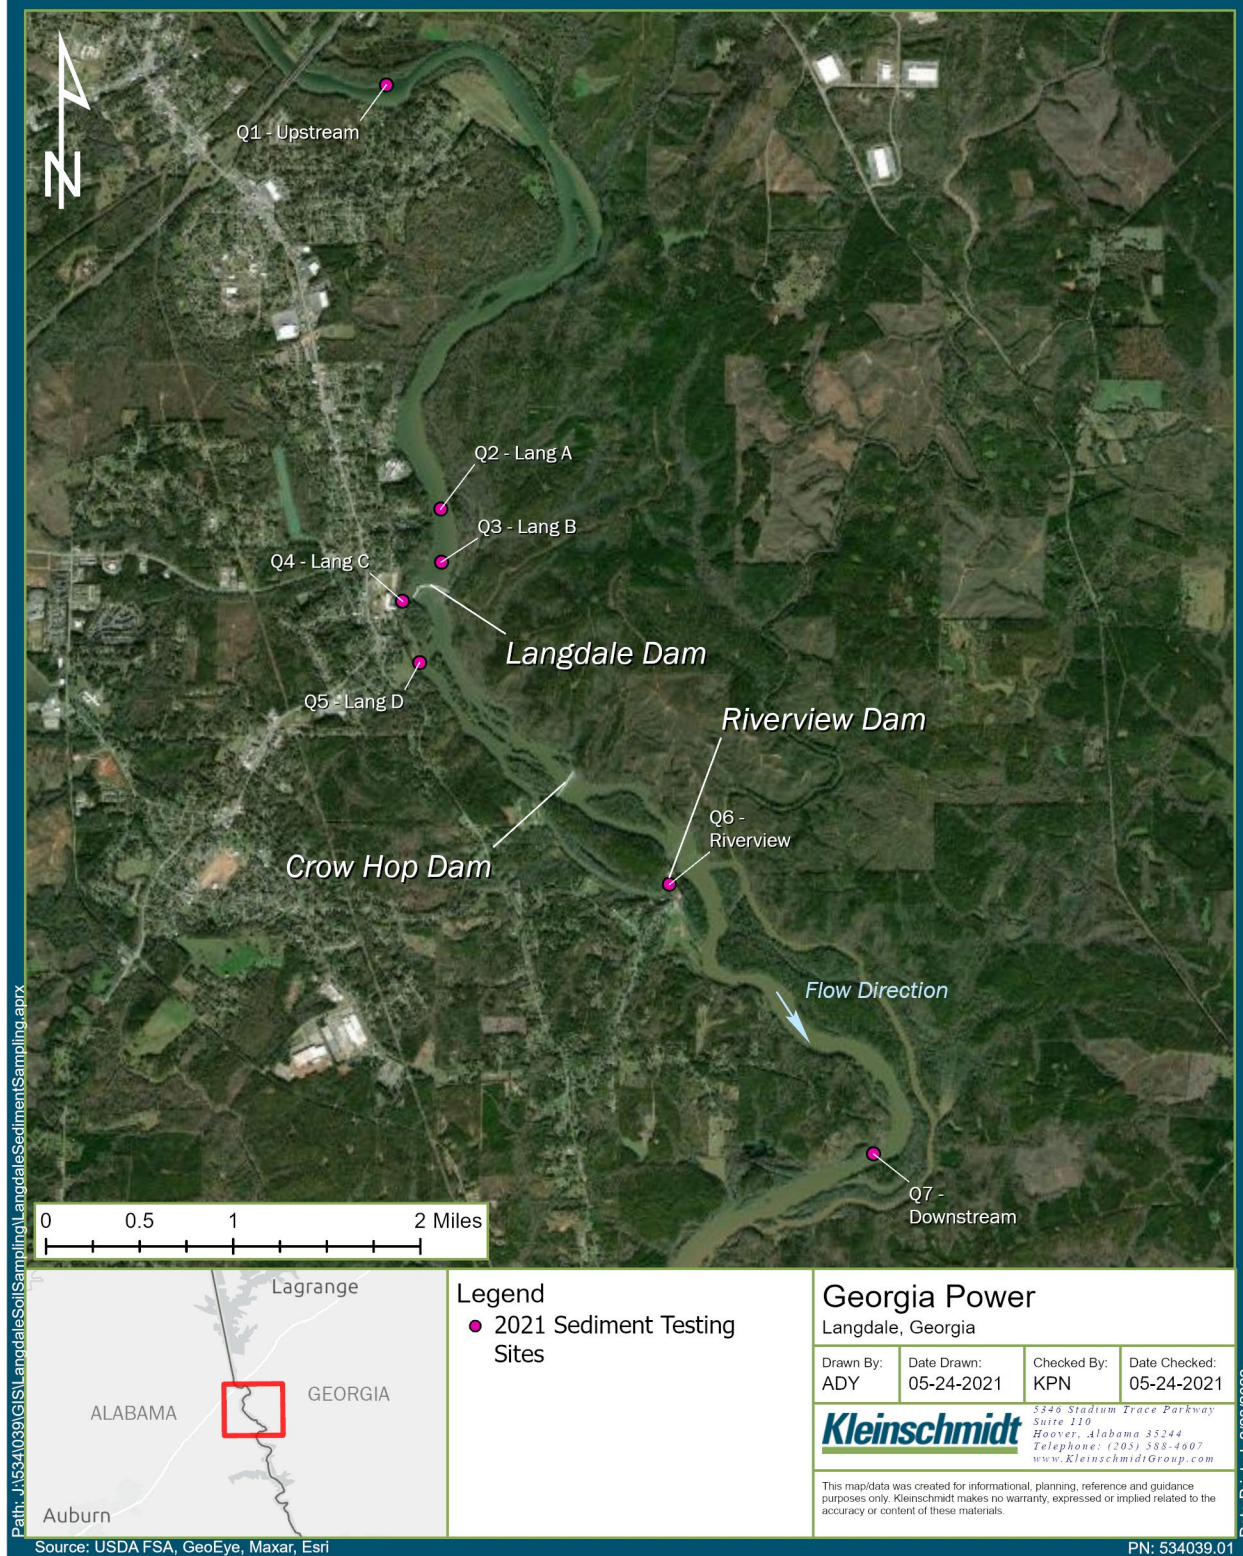 N
Q1 - Upstream
Q2 - Lang A
Q3 - Lang B
Q4 - Lang C
Langdale Dam
Q5 - Lang D
Riverview Dam
Q6 -
Riverview
Crow Hop Dam
Flow Direction
Q7 -
Downstream
0 0.5 1 2 Miles
Path: J:\534\039\GIS\LangdaleSoilSampling\LangdaleSedimentSampling.aprx
Lagrange
ALABAMA
GEORGIA
Auburn
Legend
2021 Sediment Testing
Sites
Georgia Power
Langdale, Georgia
Drawn By:
ADY
Date Drawn:
05-24-2021
Checked By:
KPN
Date Checked:
05-24-2021
Kleinschmidt
5346 Stadium Trace Parkway
Suite 110
Hoover, Alabama 35244
Telephone: (205) 588-4607
www.KleinschmidtGroup.com
This map/data was created for informational, planning, reference and guidance
purposes only. Kleinschmidt makes no warranty, expressed or implied related to the
accuracy or content of these materials.
Source: USDA FSA, GeoEye, Maxar, Esri
PN: 534039.01